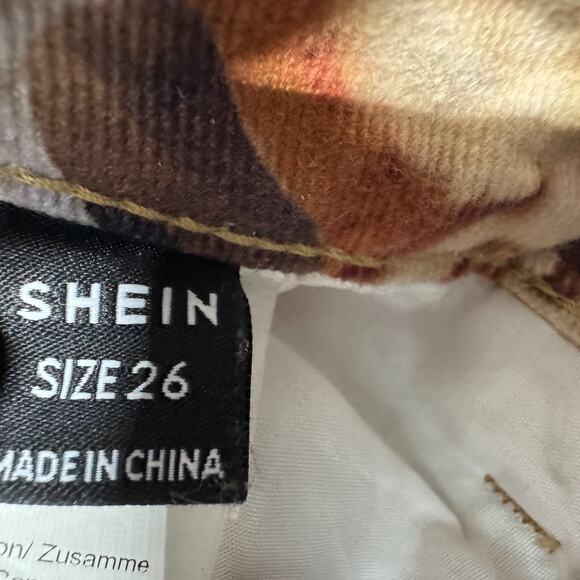 SHEIN
SIZE 26
MADE IN CHINA
on/ Zusamme